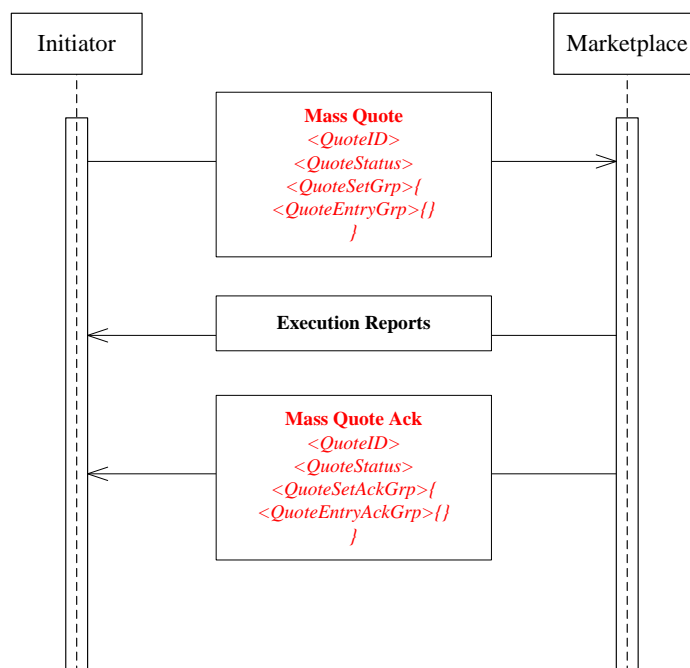 Initiator
Marketplace
Mass Quote
<QuoteID>
<QuoteStatus>
<QuoteSetGrp>{
<QuoteEntryGrp>{}
}
Execution Reports
Mass Quote Ack
<QuoteID>
<QuoteStatus>
<QuoteSetAckGrp>{
<QuoteEntryAckGrp>{}
}